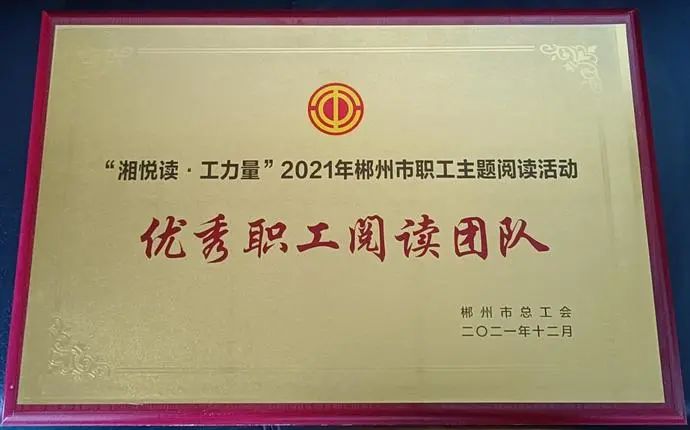 “湘悦读·工力量”2021年郴州市职工主题阅读活动
优秀职工阅读团队
郴州市总工会
二〇二一年十二月